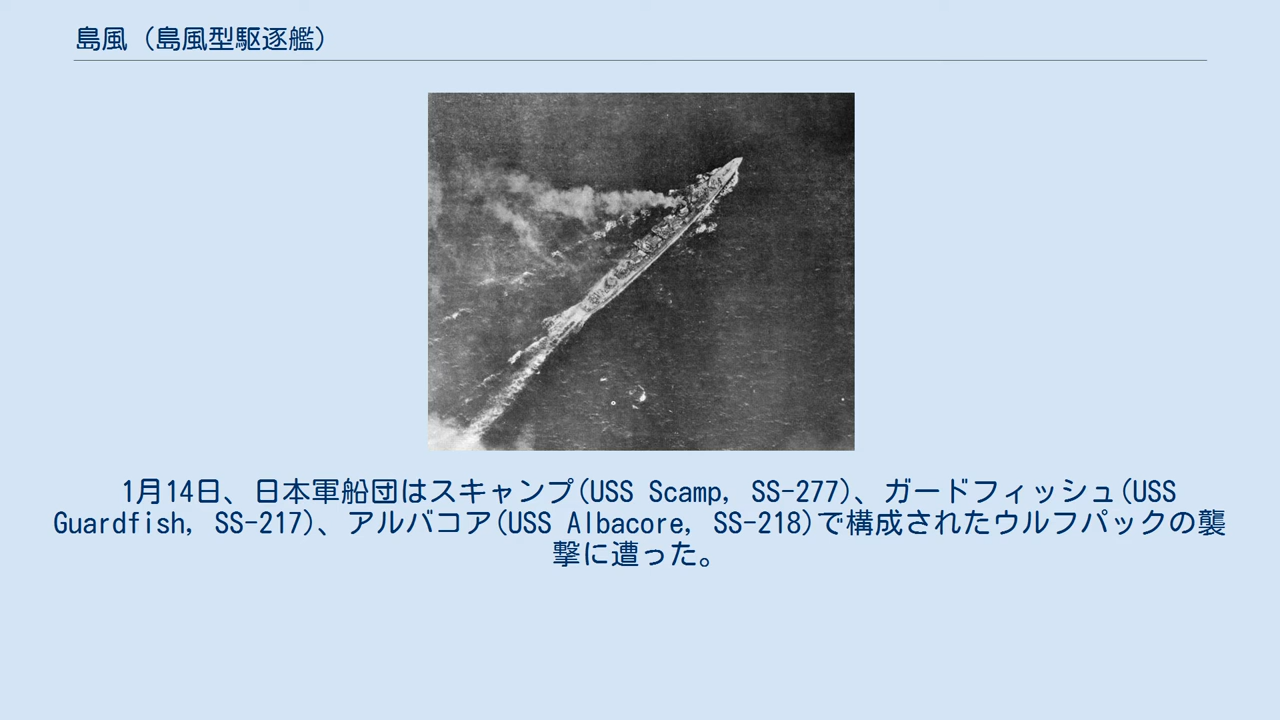 島風（島風型駆逐艦）
1月14日、日本軍船団はスキャンプ(USS Scamp, SS-277)、ガードフィッシュ(USS
Guardfish, SS-217)、アルバコア(USS Albacore, SS-218)で構成されたウルフパックの襲
撃に遭った。